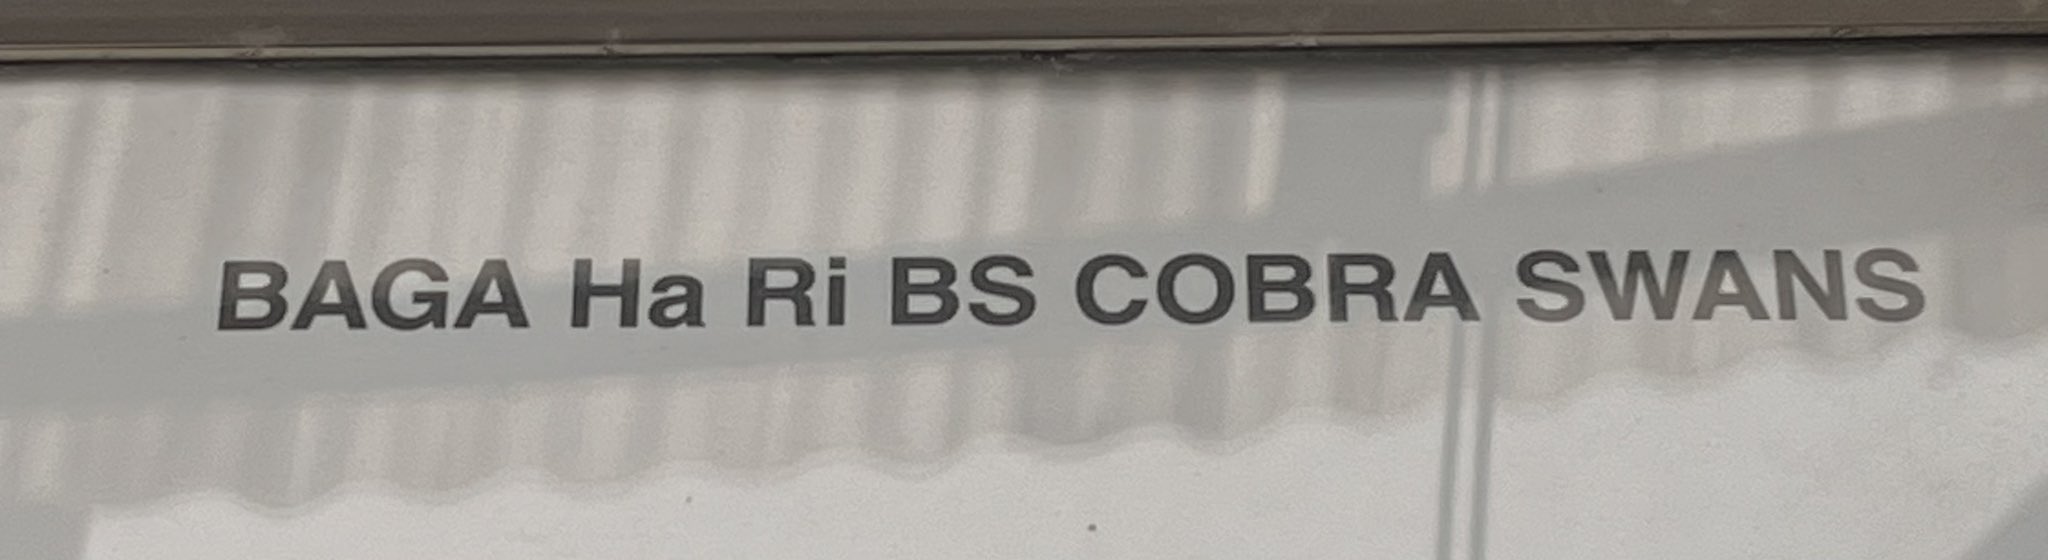 BAGA Ha Ri BS COBRA SWANS